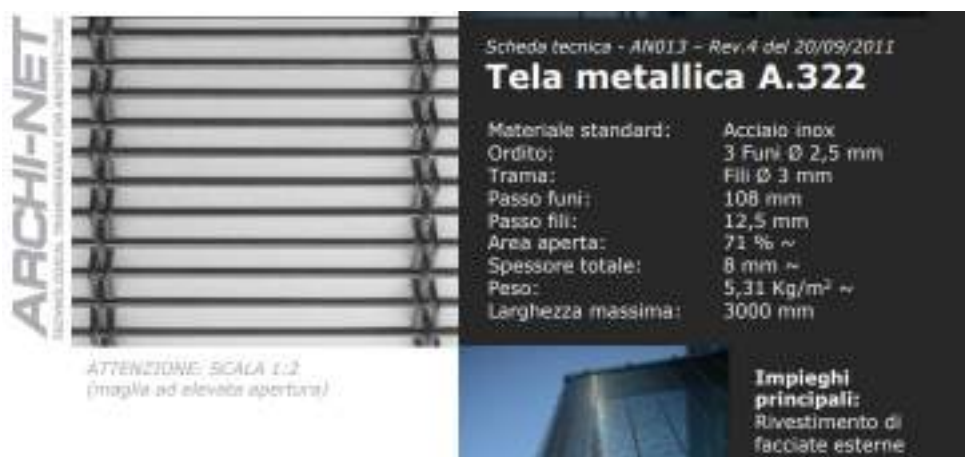 ARCHI-NET
Scheda tecnica - AN013 – Rev.4 del 20/09/2011
Tela metallica A.322
Materiale standard: Acciaio inox
Ordito: 3 Funi Ø 2,5 mm
Trama: Fili Ø 3 mm
Passo funi: 108 mm
Passo fili: 12,5 mm
Area aperta: 71 % ~
Spessore totale: 8 mm ~
Peso: 5,31 Kg/m² ~
Larghezza massima: 3000 mm
ATTENZIONE: SCALA 1:2
(maglia ad elevata apertura)
Impieghi
principali:
Rivestimento di
facciate esterne